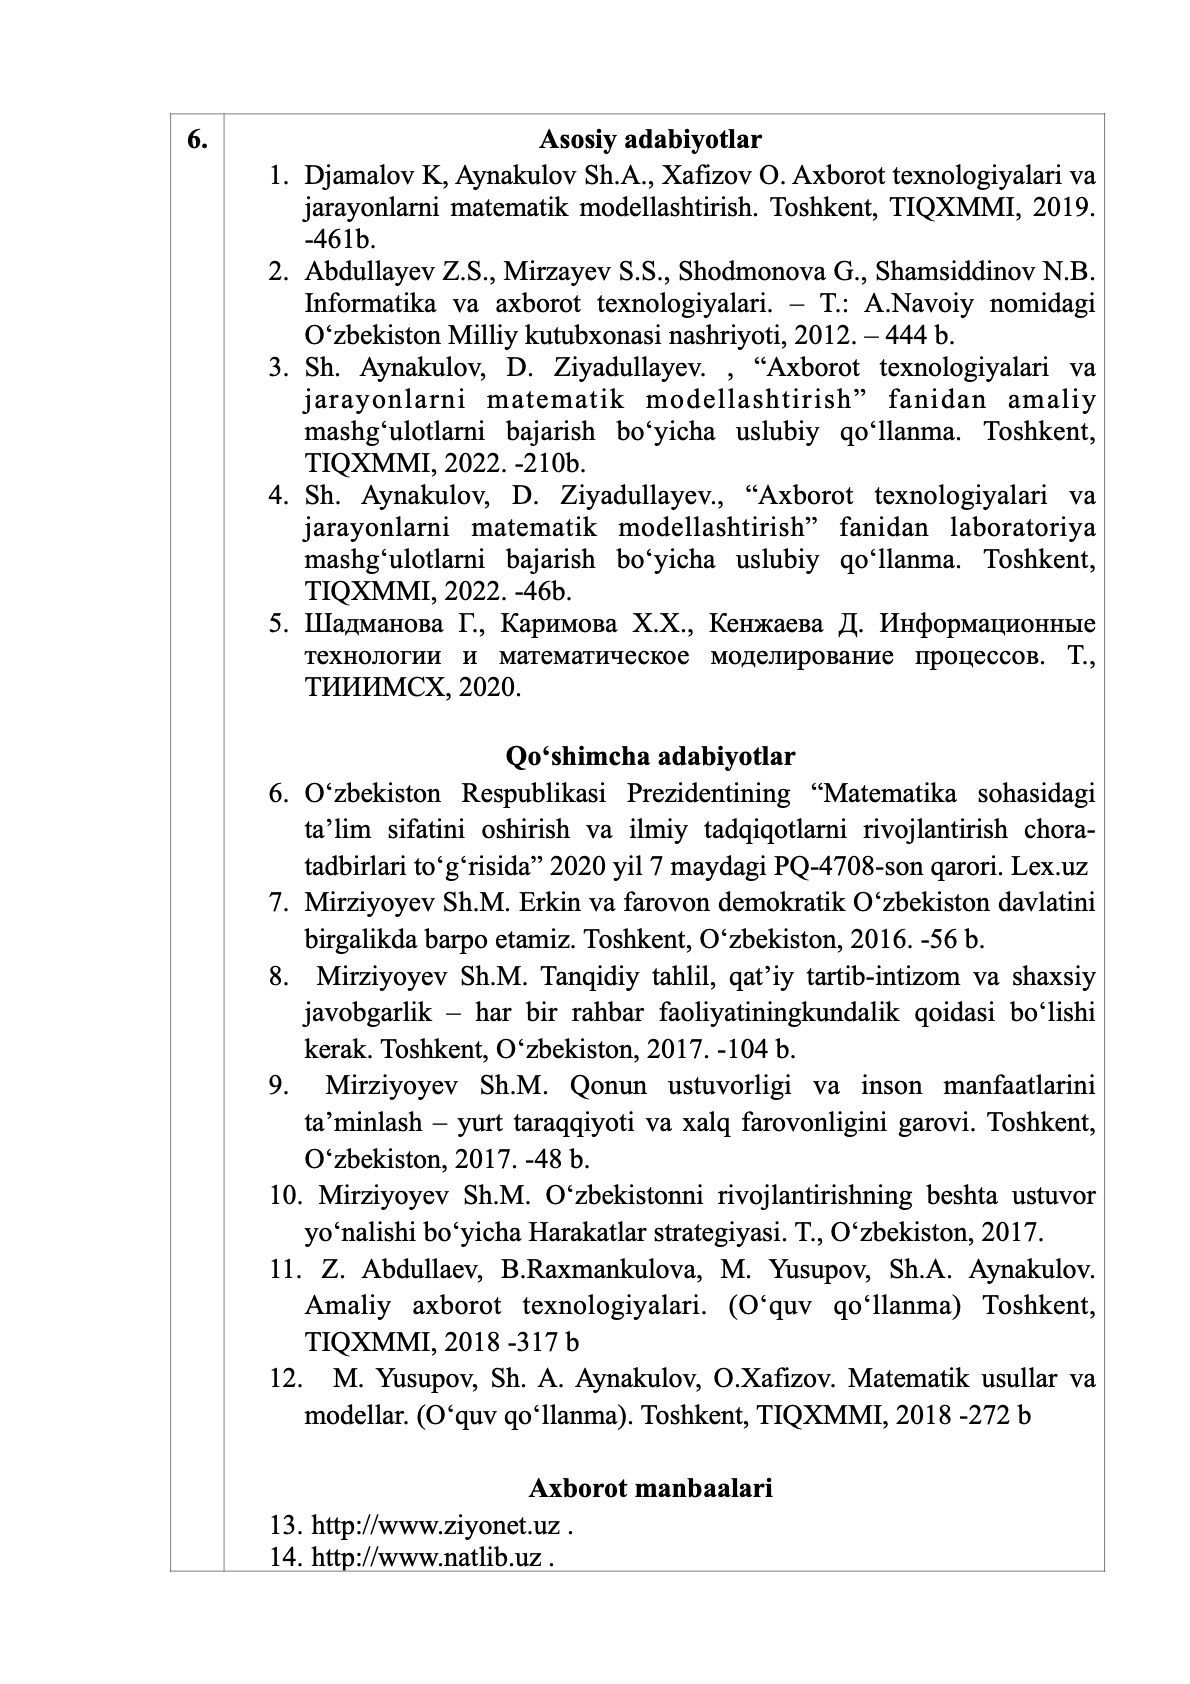 6.
Asosiy adabiyotlar
1. Djamalov K, Aynakulov Sh.A., Xafizov O. Axborot texnologiyalari va
jarayonlarni matematik modellashtirish. Toshkent, TIQXMMI, 2019.
-461b.
2. Abdullayev Z.S., Mirzayev S.S., Shodmonova G., Shamsiddinov N.B.
Informatika va axborot texnologiyalari. – T.: A.Navoiy nomidagi
O‘zbekiston Milliy kutubxonasi nashriyoti, 2012. – 444 b.
3. Sh. Aynakulov, D. Ziyadullayev. , “Axborot texnologiyalari va
jarayonlarni matematik modellashtirish” fanidan amaliy
mashg‘ulotlarni bajarish bo‘yicha uslubiy qo‘llanma. Toshkent,
TIQXMMI, 2022. -210b.
4. Sh. Aynakulov, D. Ziyadullayev., “Axborot texnologiyalari va
jarayonlarni matematik modellashtirish” fanidan laboratoriya
mashg‘ulotlarni bajarish bo‘yicha uslubiy qo‘llanma. Toshkent,
TIQXMMI, 2022. -46b.
5. Шадманова Г., Каримова Х.Х., Кенжаева Д. Информационные
технологии и математическое моделирование процессов. Т.,
ТИИИМСХ, 2020.
Qo‘shimcha adabiyotlar
6. O‘zbekiston Respublikasi Prezidentining “Matematika sohasidagi
ta’lim sifatini oshirish va ilmiy tadqiqotlarni rivojlantirish chora-
tadbirlari to‘g‘risida” 2020 yil 7 maydagi PQ-4708-son qarori. Lex.uz
7. Mirziyoyev Sh.M. Erkin va farovon demokratik O‘zbekiston davlatini
birgalikda barpo etamiz. Toshkent, O‘zbekiston, 2016. -56 b.
8. Mirziyoyev Sh.M. Tanqidiy tahlil, qat’iy tartib-intizom va shaxsiy
javobgarlik – har bir rahbar faoliyatiningkundalik qoidasi bo‘lishi
kerak. Toshkent, O‘zbekiston, 2017. -104 b.
9. Mirziyoyev Sh.M. Qonun ustuvorligi va inson manfaatlarini
ta’minlash – yurt taraqqiyoti va xalq farovonligini garovi. Toshkent,
O‘zbekiston, 2017. -48 b.
10. Mirziyoyev Sh.M. O‘zbekistonni rivojlantirishning beshta ustuvor
yo‘nalishi bo‘yicha Harakatlar strategiyasi. T., O‘zbekiston, 2017.
11. Z. Abdullaev, B.Raxmankulova, M. Yusupov, Sh.A. Aynakulov.
Amaliy axborot texnologiyalari. (O‘quv qo‘llanma) Toshkent,
TIQXMMI, 2018 -317 b
12. M. Yusupov, Sh. A. Aynakulov, O.Xafizov. Matematik usullar va
modellar. (O‘quv qo‘llanma). Toshkent, TIQXMMI, 2018 -272 b
Axborot manbaalari
13. http://www.ziyonet.uz .
14. http://www.natlib.uz .